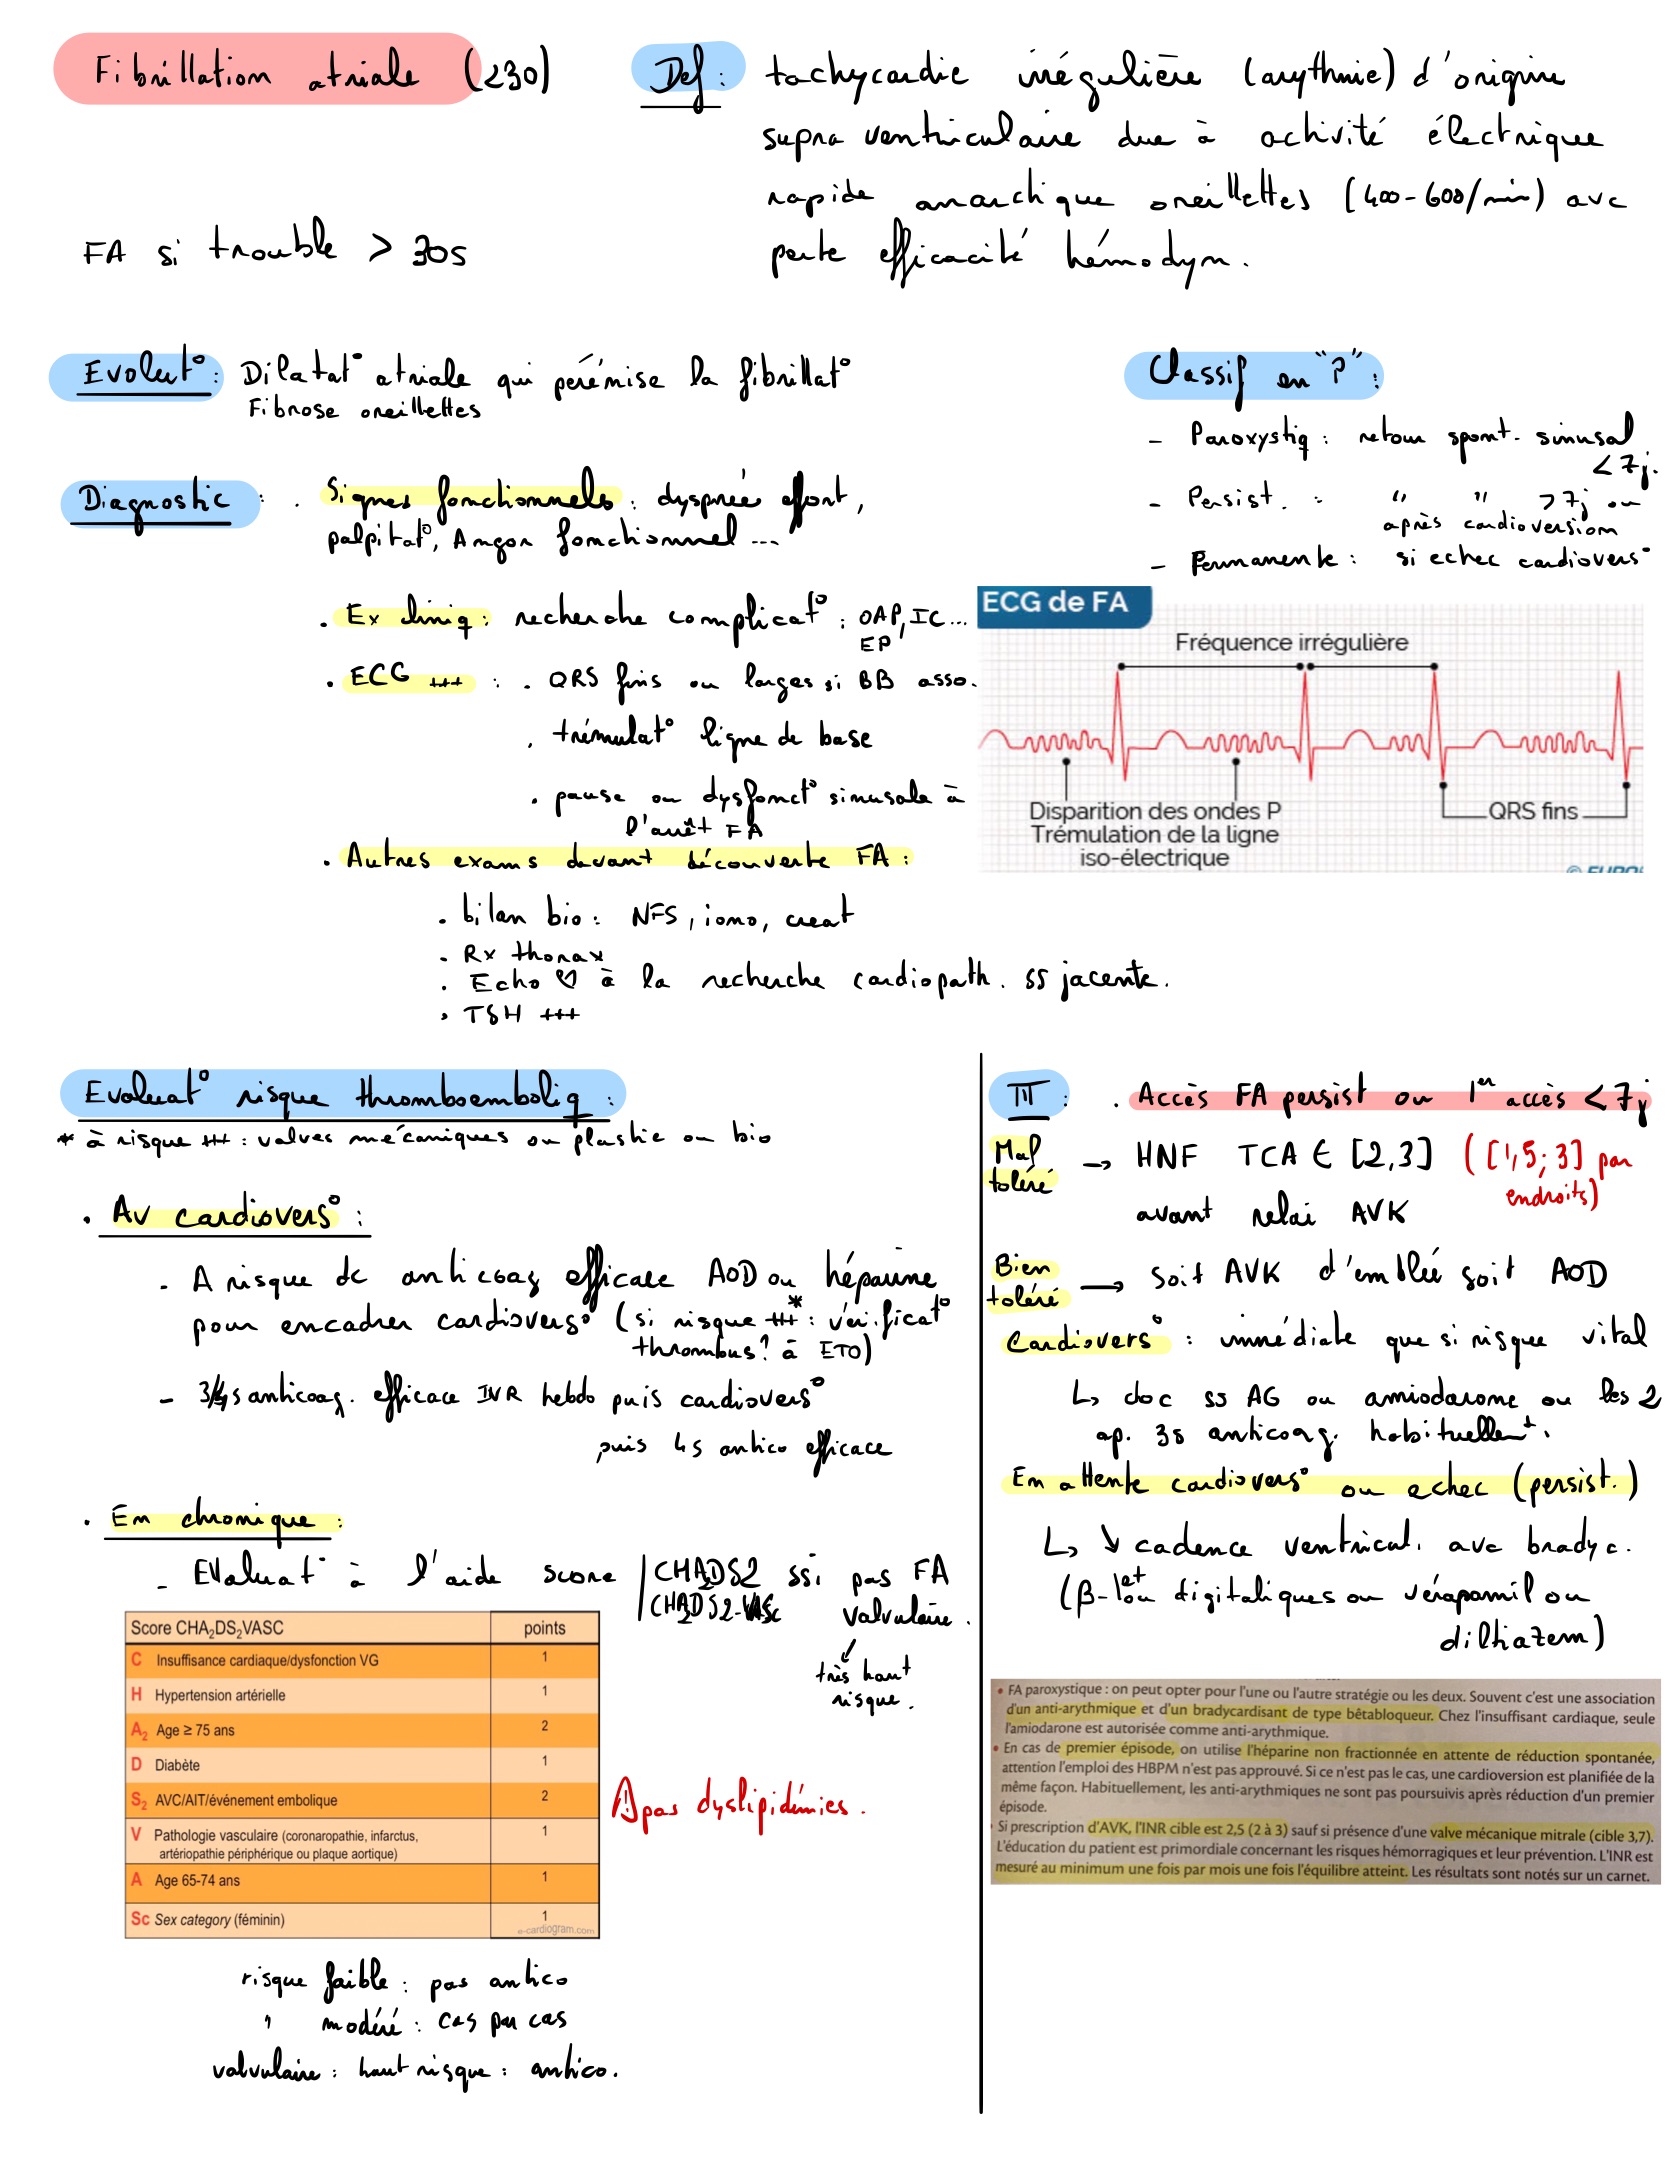 Fibrillation atriale (230)
Def : tachycardie irrégulière (arythmie) d'origine
supra ventriculaire due à activité électrique
rapide anarchique oreillettes (400-600/min) avc
perte efficacité hémodyn.
FA si trouble > 30s
Evolut° : Dilatat° atriale qui pérénise la fibrillat°
Fibrose oreillettes
Classif en "P" :
- Paroxystiq : retour spont. sinusal
< 7j.
- Persist. : " " > 7j ou
après cardioversion
- Permanente : si echec cardiovers°
Diagnostic : . Signes fonctionnels : dyspnée effort,
palpitat°, Angor fonctionnel ...
. Ex cliniq : recherche complicat° : OAP, IC...
EP
. ECG +++ : . QRS fins ou larges si BB asso.
. trémulat° ligne de base
. pause ou dysfonct° sinusale à
l'arrêt FA
. Autres exams devant découverte FA :
. bilan bio : NFS, iono, creat
. Rx thorax
. Echo ♡ à la recherche cardiopath. ss jacente.
. TSH +++
ECG de FA
Fréquence irrégulière
Disparition des ondes P
Trémulation de la ligne
iso-électrique
QRS fins
Evaluat° risque thromboemboliq :
* à risque +++ : valves mécaniques ou plastie ou bio
. Av cardiovers° :
- A risque dc anticoag efficace AOD ou héparine
pour encadrer cardiovers° (si risque +++* : vérificat°
thrombus? à ETO)
- 3/4s anticoag. efficace INR hebdo puis cardiovers°
puis 4s antico efficace
. En chronique :
- Evaluat° à l'aide score CHADS2 ssi pas FA
CHA2DS2-VASc valvulaire.
très haut
risque.
Score CHA2DS2VASC points
C Insuffisance cardiaque/dysfonction VG 1
H Hypertension artérielle 1
A2 Age ≥ 75 ans 2
D Diabète 1
S2 AVC/AIT/événement embolique 2
V Pathologie vasculaire (coronaropathie, infarctus, 1
artériopathie périphérique ou plaque aortique)
A Age 65-74 ans 1
Sc Sex category (féminin) 1
e-cardiogram.com
⚠ pas dyslipidémies.
risque faible : pas antico
" modéré : cas par cas
valvulaire : haut risque : antico.
TTT : . Accès FA persist ou 1er accès < 7j
Mal
toléré → HNF TCA ∈ [2,3] ([1,5; 3] par
endroits)
avant relai AVK
Bien
toléré → soit AVK d'emblée soit AOD
Cardiovers° : immédiate que si risque vital
↳ choc ss AG ou amiodarone ou les 2
ap. 3s anticoag. habituellent.
En attente cardiovers° ou echec (persist.)
↳ ↘ cadence ventricul. avc bradyc.
(β-- et/ou digitaliques ou vérapamil ou
diltiazem)
• FA paroxystique : on peut opter pour l'une ou l'autre stratégie ou les deux. Souvent c'est une association
d'un anti-arythmique et d'un bradycardisant de type bêtabloqueur. Chez l'insuffisant cardiaque, seule
l'amiodarone est autorisée comme anti-arythmique.
• En cas de premier épisode, on utilise l'héparine non fractionnée en attente de réduction spontanée,
attention l'emploi des HBPM n'est pas approuvé. Si ce n'est pas le cas, une cardioversion est planifiée de la
même façon. Habituellement, les anti-arythmiques ne sont pas poursuivis après réduction d'un premier
épisode.
Si prescription d'AVK, l'INR cible est 2,5 (2 à 3) sauf si présence d'une valve mécanique mitrale (cible 3,7).
L'éducation du patient est primordiale concernant les risques hémorragiques et leur prévention. L'INR est
mesuré au minimum une fois par mois une fois l'équilibre atteint. Les résultats sont notés sur un carnet.